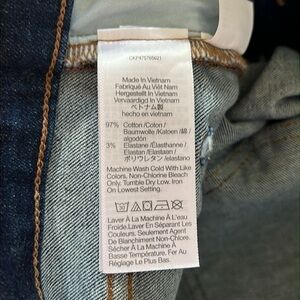 Made In Vietnam
Fabriqué Au Viêt Nam
Hergestellt In Vietnam
Vervaardigd In Vietnam
ベトナム製
hecho en vietnam
97% Cotton /Coton /
Baumwolle /Katoen /綿 /
algodón
3% Elastane /Élasthanne /
Elastan /Elastaan /
ポリウレタン /elastano
Machine Wash Cold With Like
Colors, Non-Chlorine Bleach
Only. Tumble Dry Low. Iron
On Lowest Setting.
30
Laver À La Machine À L'eau
Froide.Laver En Séparant Les
Couleurs. Seulement Agent
De Blanchiment Non-Chloré.
Sécher À La Machine À
Température Basse. Fer Au
Réglage Le Plus Bas.